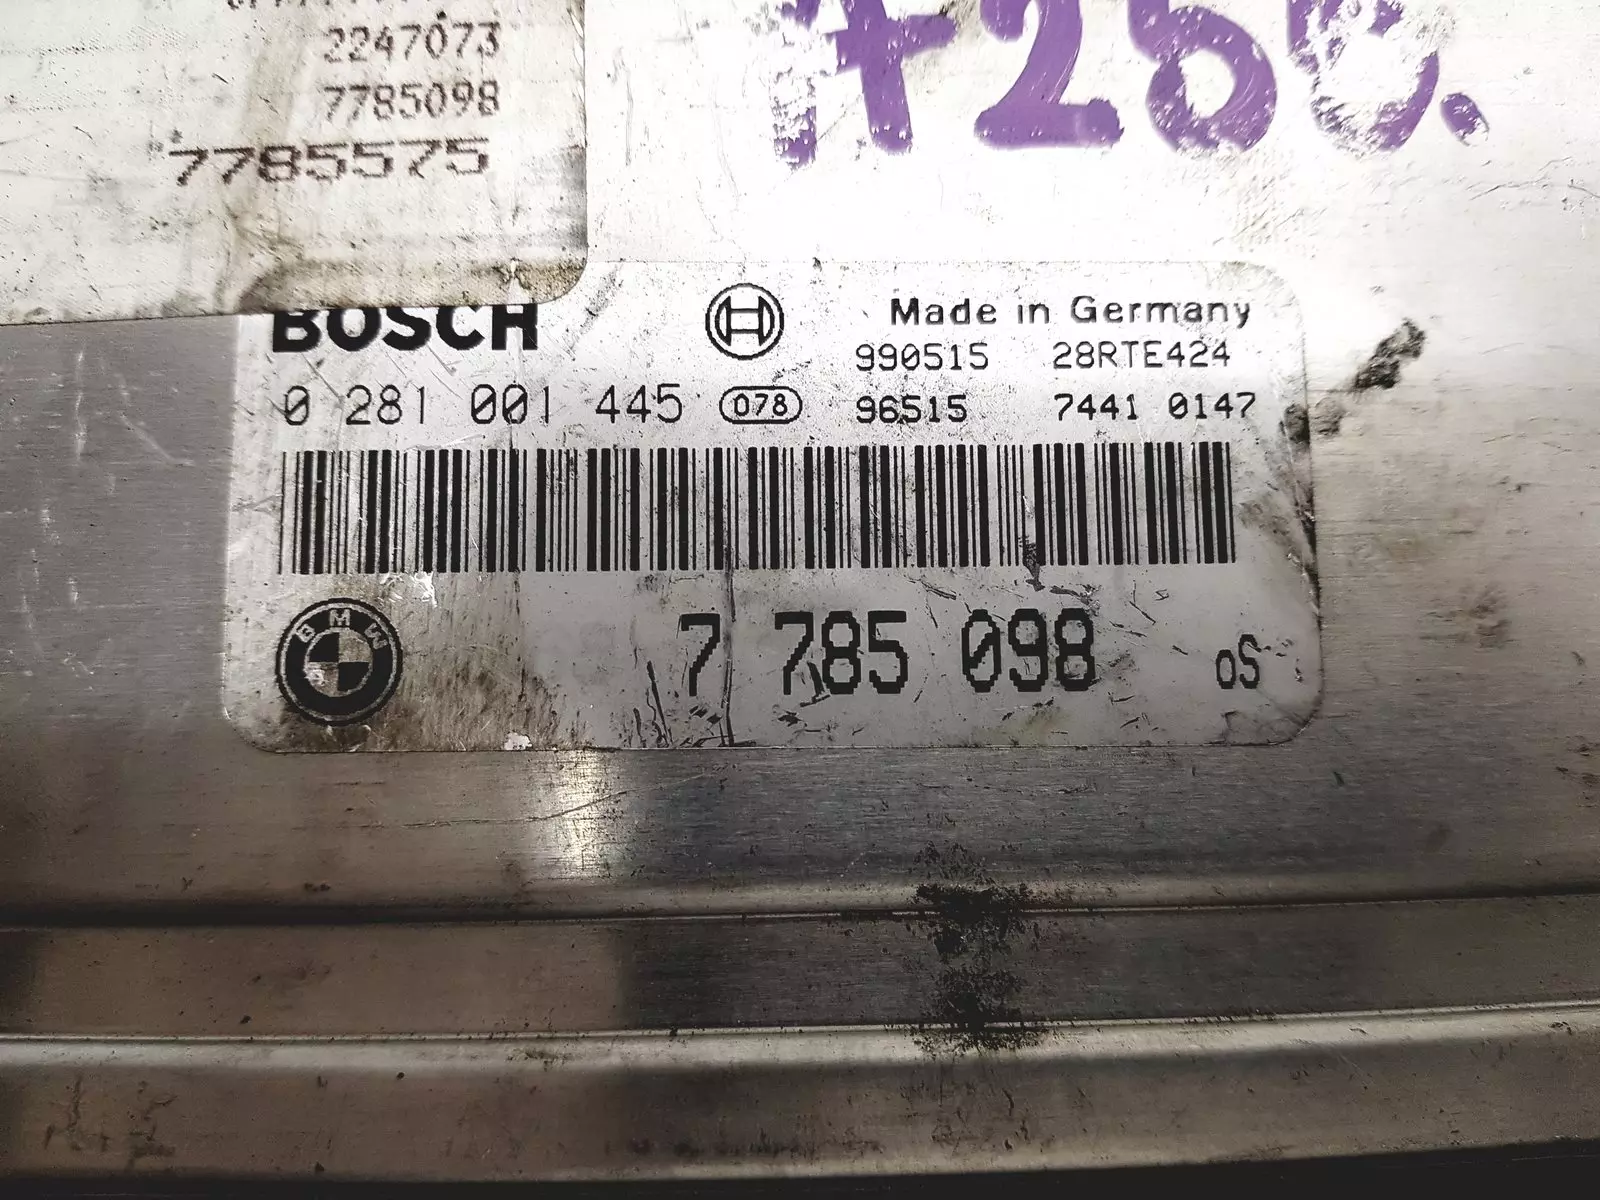 2247073
7785098
7785575
BOSCH
Made in Germany
990515 28RTE424
0 281 001 445 078 96515 7441 0147
BMW
7 785 098 oS